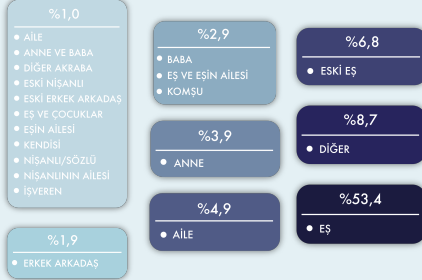 %1,0
• AİLE
• ANNE VE BABA
• DİĞER AKRABA
• ESKİ NİŞANLI
• ESKİ ERKEK ARKADAŞ
• EŞ VE ÇOCUKLAR
• EŞİN AİLESİ
• KENDİSİ
• NİŞANLI/SÖZLÜ
• NİŞANLININ AİLESİ
• İŞVEREN
%1,9
• ERKEK ARKADAŞ
%2,9
• BABA
• EŞ VE EŞİN AİLESİ
• KOMŞU
%3,9
• ANNE
%4,9
• AİLE
%6,8
• ESKİ EŞ
%8,7
• DİĞER
%53,4
• EŞ